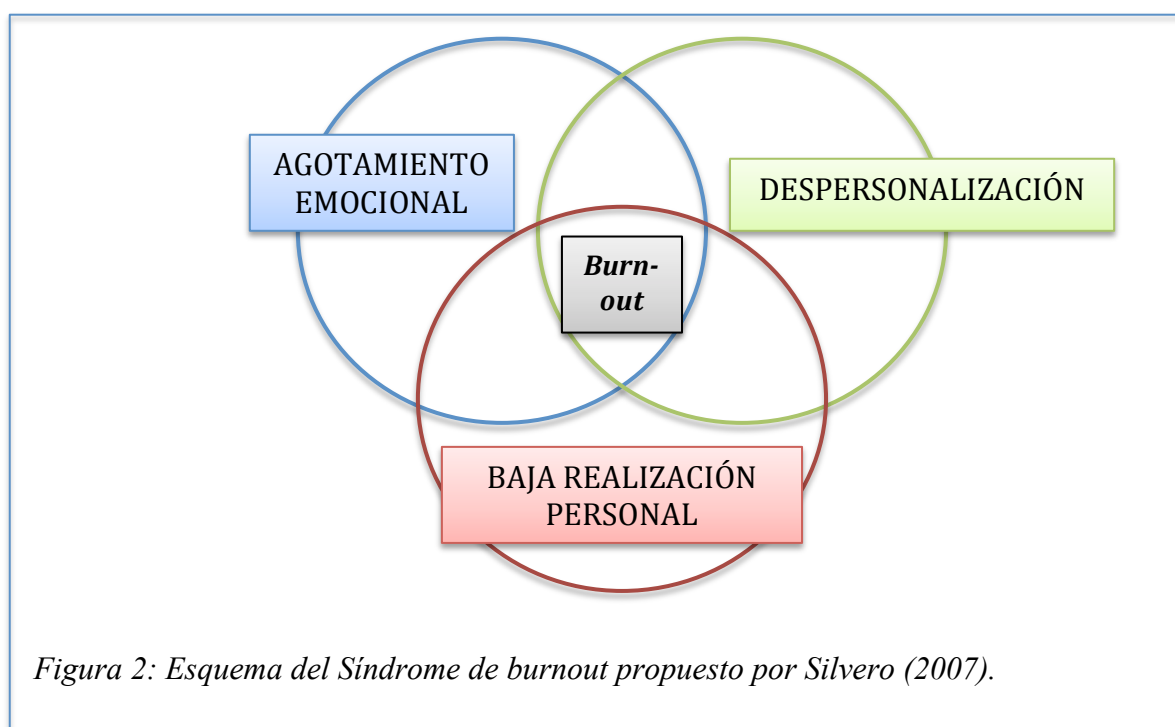 AGOTAMIENTO
EMOCIONAL
DESPERSONALIZACIÓN
Burn-
out
BAJA REALIZACIÓN
PERSONAL
Figura 2: Esquema del Síndrome de burnout propuesto por Silvero (2007).